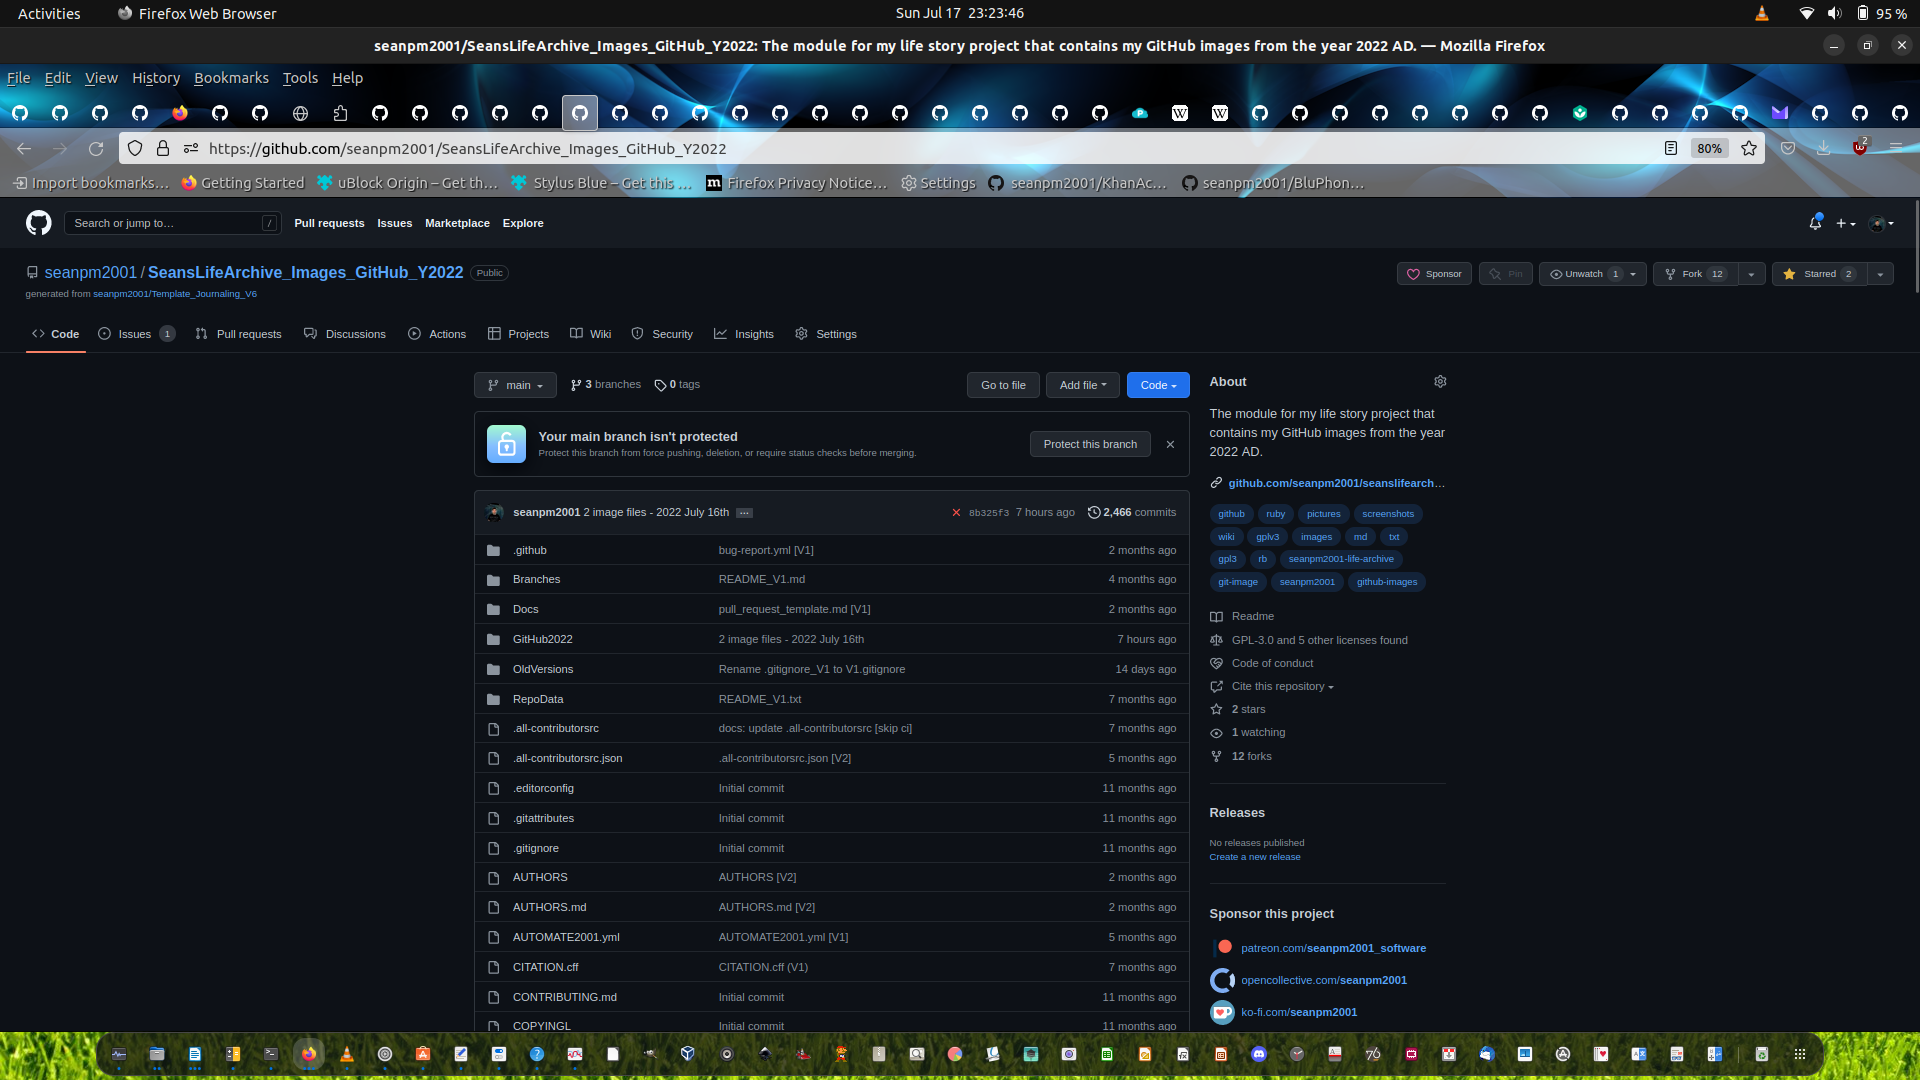 Activities Firefox Web Browser Sun Jul 17 23:23:46 95 %
seanpm2001/SeansLifeArchive_Images_GitHub_Y2022: The module for my life story project that contains my GitHub images from the year 2022 AD. — Mozilla Firefox
File Edit View History Bookmarks Tools Help
https://github.com/seanpm2001/SeansLifeArchive_Images_GitHub_Y2022 80% 2
Import bookmarks… Getting Started uBlock Origin – Get th… Stylus Blue – Get this … Firefox Privacy Notice… Settings seanpm2001/KhanAc… seanpm2001/BluPhon…
Search or jump to… / Pull requests Issues Marketplace Explore
seanpm2001 / SeansLifeArchive_Images_GitHub_Y2022 Public Sponsor Pin Unwatch 1 Fork 12 Starred 2
generated from seanpm2001/Template_Journaling_V6
Code Issues 1 Pull requests Discussions Actions Projects Wiki Security Insights Settings
main 3 branches 0 tags Go to file Add file Code
Your main branch isn't protected
Protect this branch from force pushing, deletion, or require status checks before merging.
Protect this branch
seanpm2001 2 image files - 2022 July 16th … 8b325f3 7 hours ago 2,466 commits
.github bug-report.yml [V1] 2 months ago
Branches README_V1.md 4 months ago
Docs pull_request_template.md [V1] 2 months ago
GitHub2022 2 image files - 2022 July 16th 7 hours ago
OldVersions Rename .gitignore_V1 to V1.gitignore 14 days ago
RepoData README_V1.txt 7 months ago
.all-contributorsrc docs: update .all-contributorsrc [skip ci] 7 months ago
.all-contributorsrc.json .all-contributorsrc.json [V2] 5 months ago
.editorconfig Initial commit 11 months ago
.gitattributes Initial commit 11 months ago
.gitignore Initial commit 11 months ago
AUTHORS AUTHORS [V2] 2 months ago
AUTHORS.md AUTHORS.md [V2] 2 months ago
AUTOMATE2001.yml AUTOMATE2001.yml [V1] 5 months ago
CITATION.cff CITATION.cff (V1) 7 months ago
CONTRIBUTING.md Initial commit 11 months ago
COPYINGL Initial commit 11 months ago
About
The module for my life story project that
contains my GitHub images from the year
2022 AD.
github.com/seanpm2001/seanslifearch…
github ruby pictures screenshots
wiki gplv3 images md txt
gpl3 rb seanpm2001-life-archive
git-image seanpm2001 github-images
Readme
GPL-3.0 and 5 other licenses found
Code of conduct
Cite this repository
2 stars
1 watching
12 forks
Releases
No releases published
Create a new release
Sponsor this project
patreon.com/seanpm2001_software
opencollective.com/seanpm2001
ko-fi.com/seanpm2001